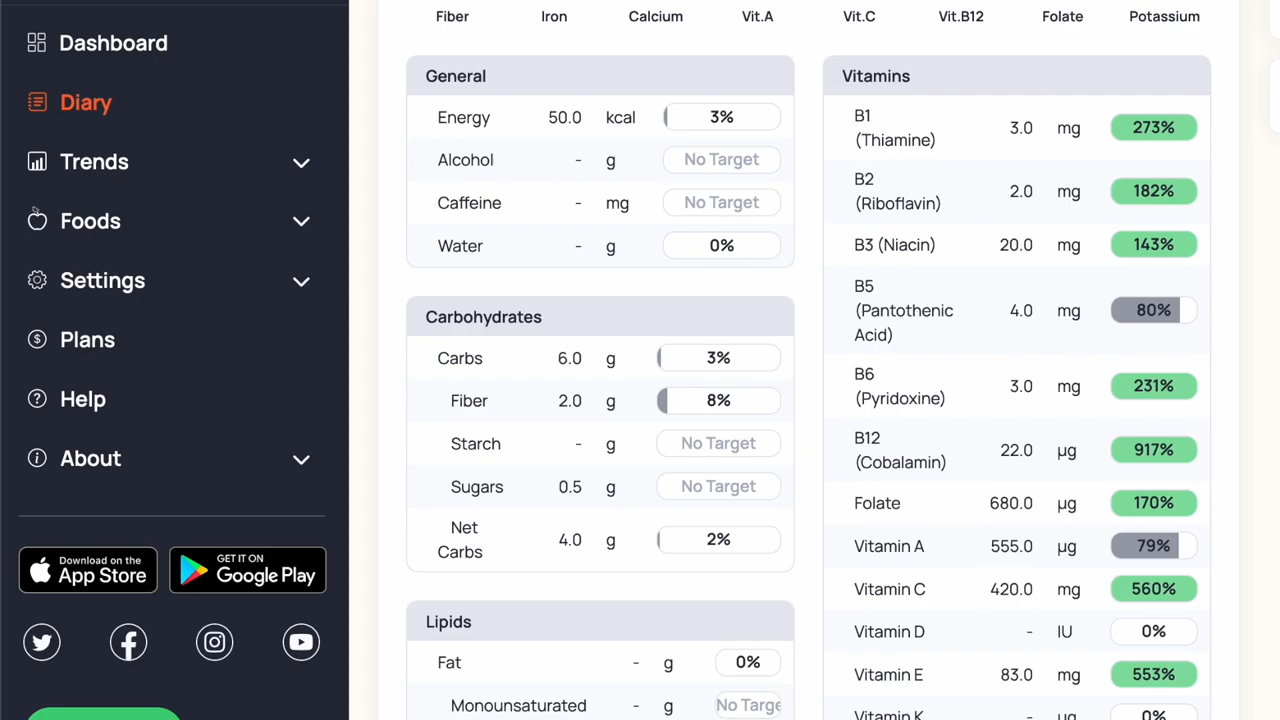 Dashboard
Diary
Trends
Foods
Settings
Plans
Help
About
Download on the
App Store
GET IT ON
Google Play
Fiber Iron Calcium Vit.A Vit.C Vit.B12 Folate Potassium
General
Energy 50.0 kcal 3%
Alcohol - g No Target
Caffeine - mg No Target
Water - g 0%
Carbohydrates
Carbs 6.0 g 3%
Fiber 2.0 g 8%
Starch - g No Target
Sugars 0.5 g No Target
Net
Carbs 4.0 g 2%
Lipids
Fat - g 0%
Monounsaturated - g No Targe
Vitamins
B1
(Thiamine) 3.0 mg 273%
B2
(Riboflavin) 2.0 mg 182%
B3 (Niacin) 20.0 mg 143%
B5
(Pantothenic
Acid) 4.0 mg 80%
B6
(Pyridoxine) 3.0 mg 231%
B12
(Cobalamin) 22.0 µg 917%
Folate 680.0 µg 170%
Vitamin A 555.0 µg 79%
Vitamin C 420.0 mg 560%
Vitamin D - IU 0%
Vitamin E 83.0 mg 553%
Vitamin K - µg 0%